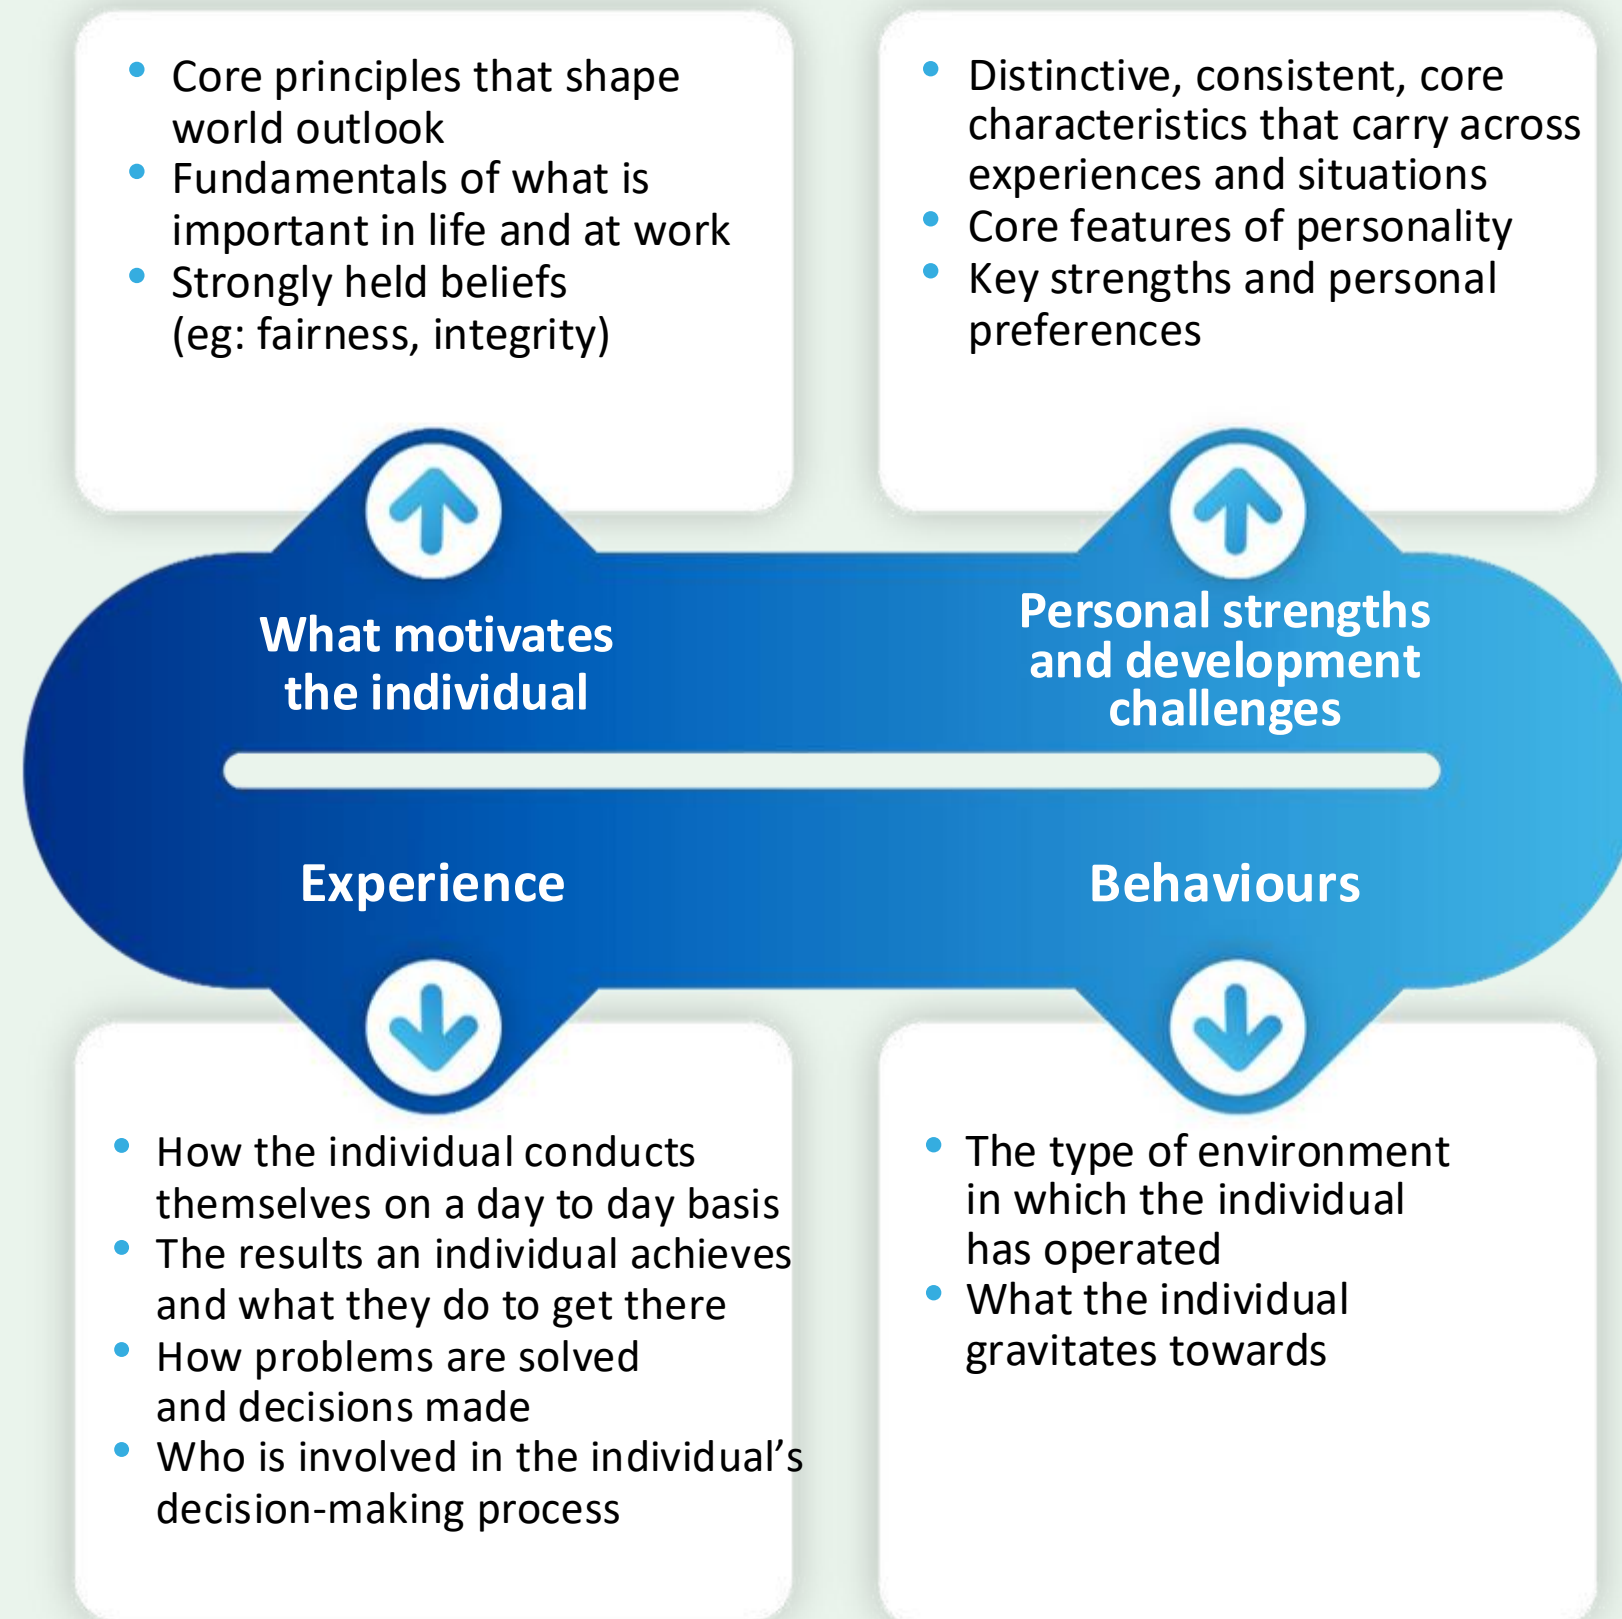 • Core principles that shape
world outlook
• Fundamentals of what is
important in life and at work
• Strongly held beliefs
(eg: fairness, integrity)
• Distinctive, consistent, core
characteristics that carry across
experiences and situations
• Core features of personality
• Key strengths and personal
preferences
What motivates
the individual
Personal strengths
and development
challenges
Experience
Behaviours
• How the individual conducts
themselves on a day to day basis
• The results an individual achieves
and what they do to get there
• How problems are solved
and decisions made
• Who is involved in the individual’s
decision-making process
• The type of environment
in which the individual
has operated
• What the individual
gravitates towards